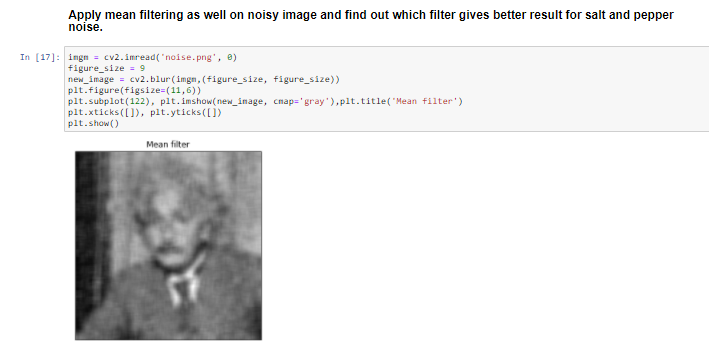 Apply mean filtering as well on noisy image and find out which filter gives better result for salt and pepper
noise.
In [17]: imgm = cv2.imread('noise.png', 0)
figure_size = 9
new_image = cv2.blur(imgm,(figure_size, figure_size))
plt.figure(figsize=(11,6))
plt.subplot(122), plt.imshow(new_image, cmap='gray'),plt.title('Mean filter')
plt.xticks([]), plt.yticks([])
plt.show()
Mean filter